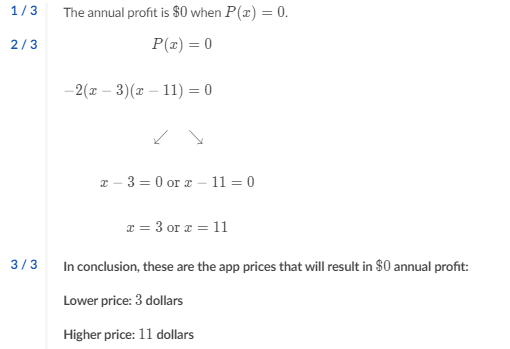 1 / 3 The annual profit is $0 when P(x) = 0.
2 / 3 P(x) = 0
−2(x − 3)(x − 11) = 0
↙ ↘
x − 3 = 0 or x − 11 = 0
x = 3 or x = 11
3 / 3 In conclusion, these are the app prices that will result in $0 annual profit:
Lower price: 3 dollars
Higher price: 11 dollars